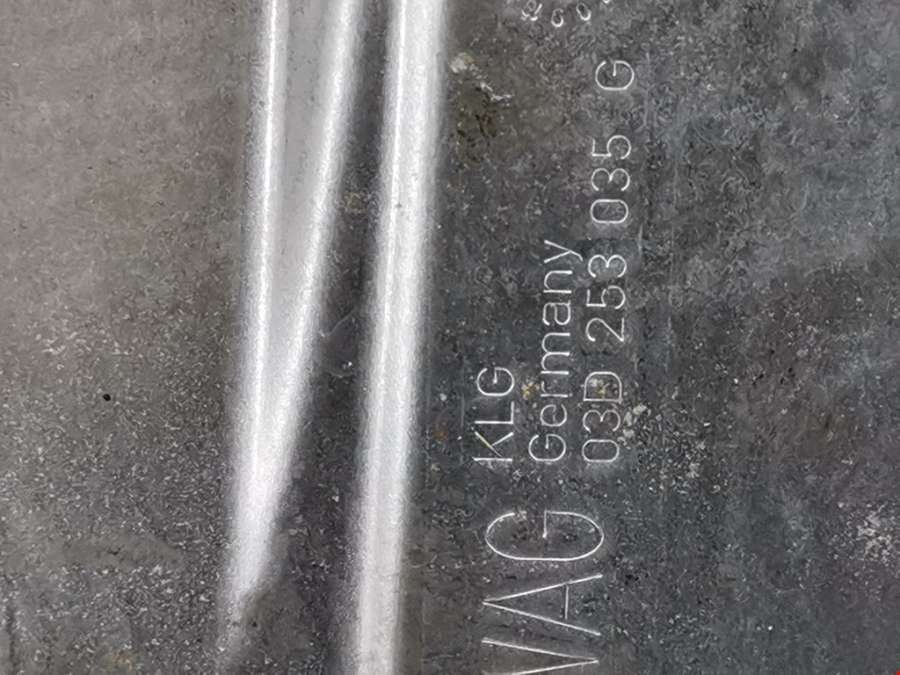 VAG
KLG
Germany
03D 253 035 G